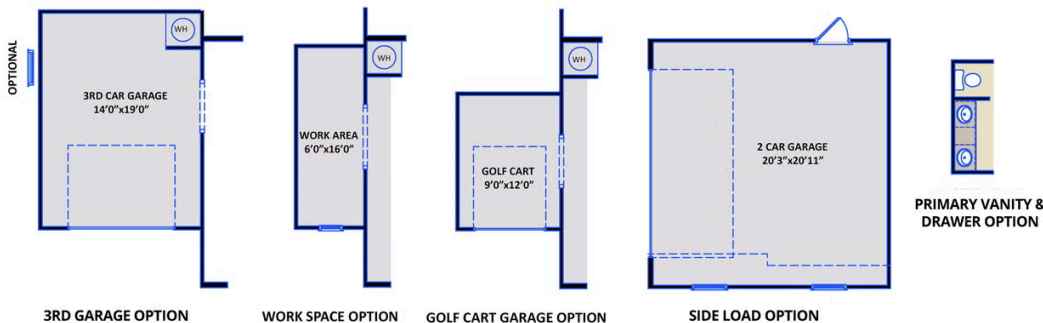 OPTIONAL
WH
3RD CAR GARAGE
14'0"x19'0"
3RD GARAGE OPTION
WH
WORK AREA
6'0"x16'0"
WORK SPACE OPTION
WH
GOLF CART
9'0"x12'0"
GOLF CART GARAGE OPTION
2 CAR GARAGE
20'3"x20'11"
SIDE LOAD OPTION
PRIMARY VANITY &
DRAWER OPTION